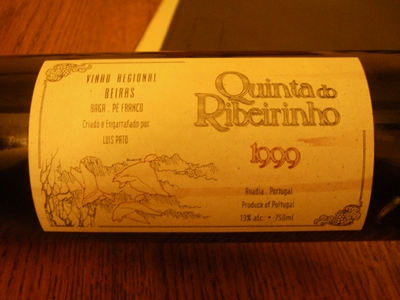 VINHO REGIONAL
BEIRAS
BAGA . PE FRANCO
Criado e Engarrafado por
LUIS PATO
Quinta do
Ribeirinho
1999
Anadia . Portugal
Produce of Portugal
13% alc. • 750ml